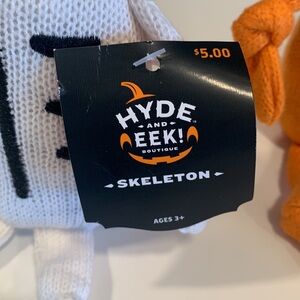 $5.00
HYDE
AND
EEK!
BOUTIQUE
SKELETON
AGES 3+